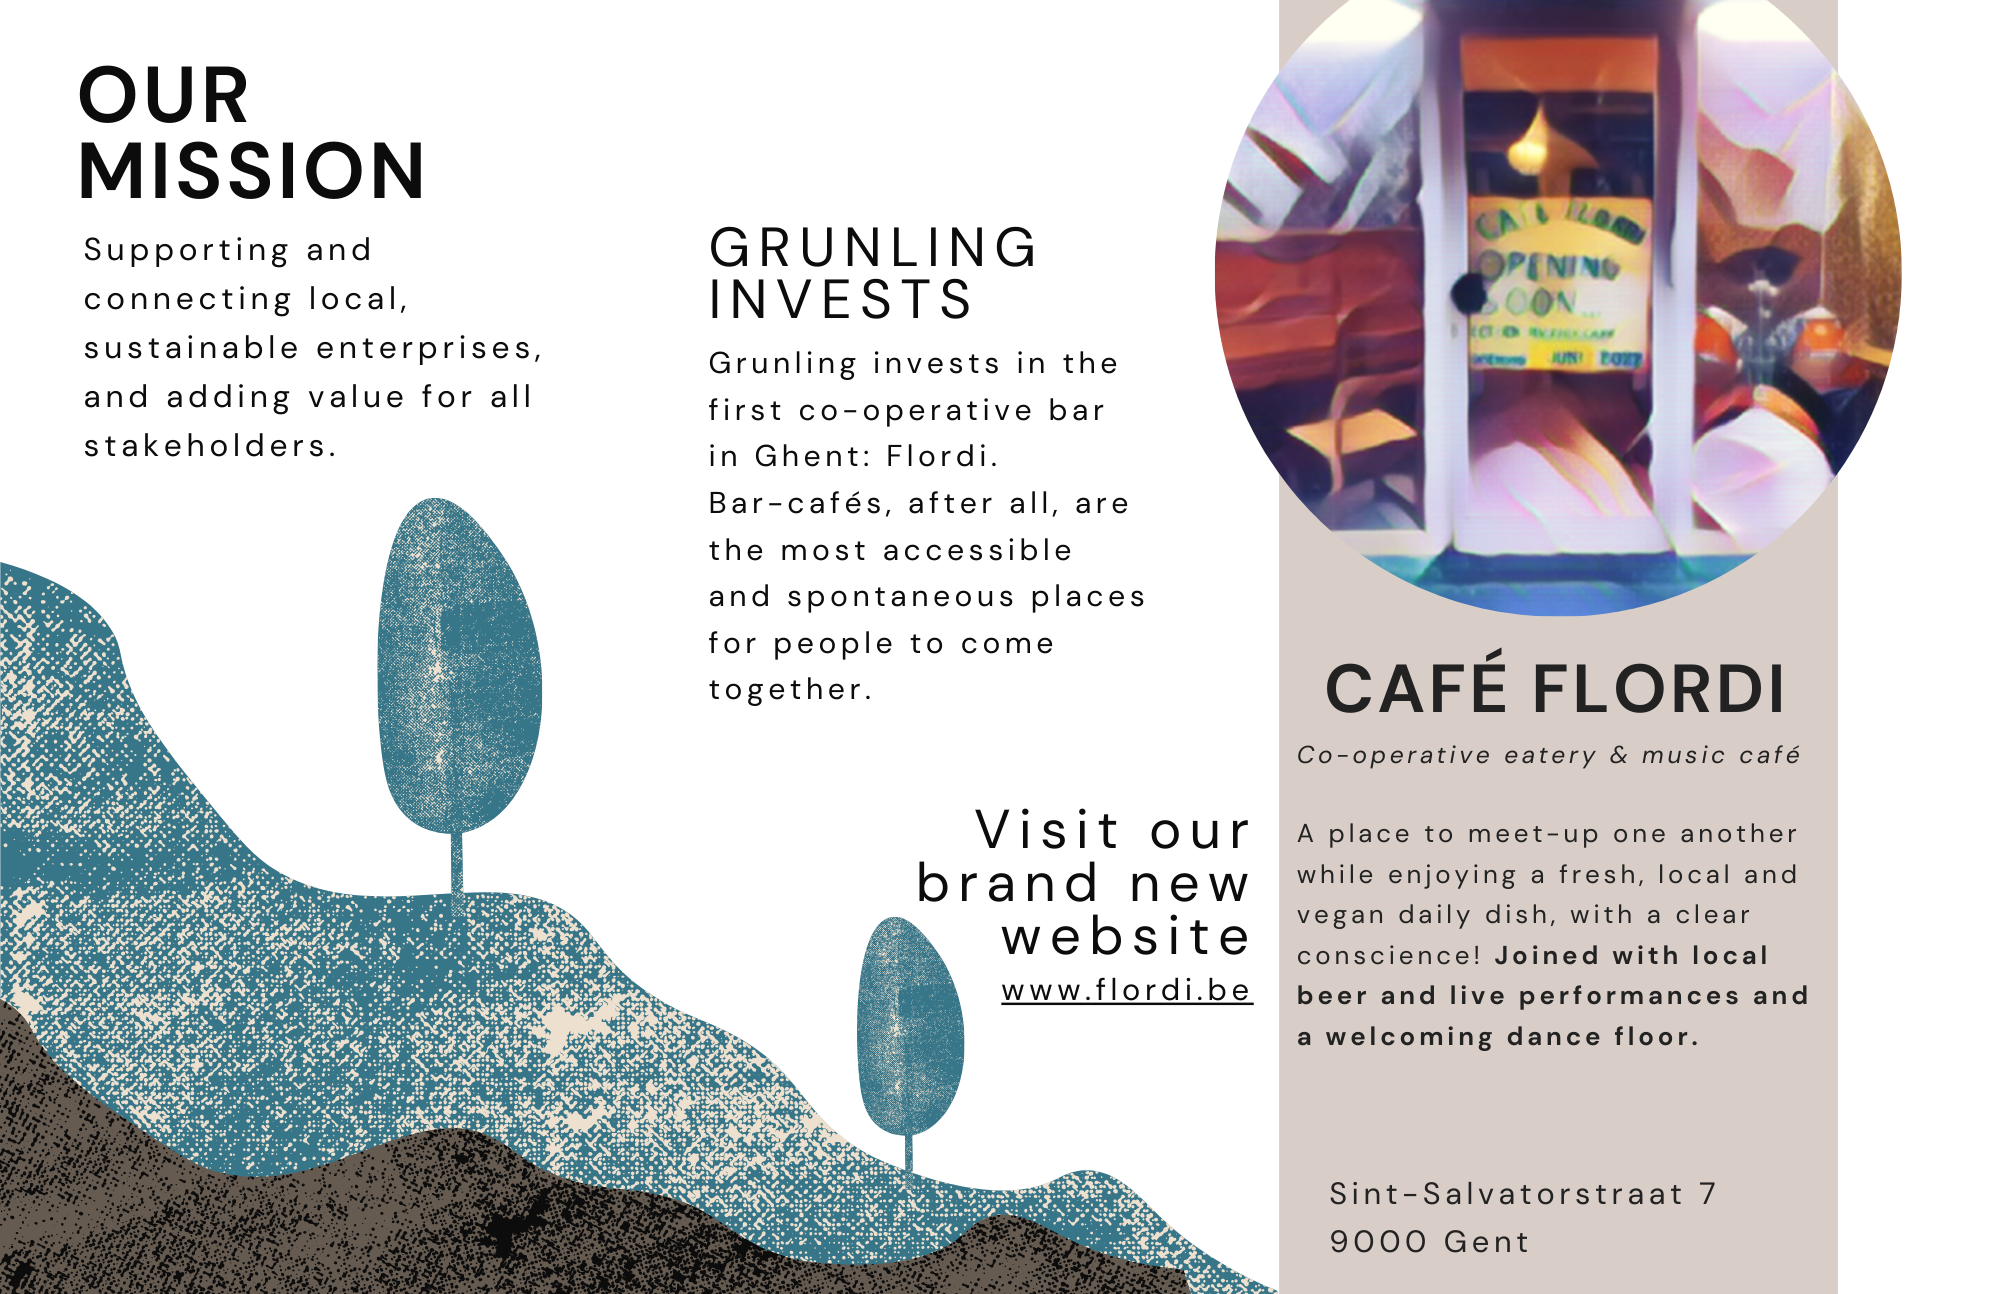 OUR
MISSION
Supporting and
connecting local,
sustainable enterprises,
and adding value for all
stakeholders.
GRUNLING
INVESTS
Grunling invests in the
first co-operative bar
in Ghent: Flordi.
Bar-cafés, after all, are
the most accessible
and spontaneous places
for people to come
together.
Visit our
brand new
website
www.flordi.be
CAFÉ FLORDI
OPENING
SOON...
JUNI 2022
CAFÉ FLORDI
Co-operative eatery & music café
A place to meet-up one another
while enjoying a fresh, local and
vegan daily dish, with a clear
conscience! Joined with local
beer and live performances and
a welcoming dance floor.
Sint-Salvatorstraat 7
9000 Gent